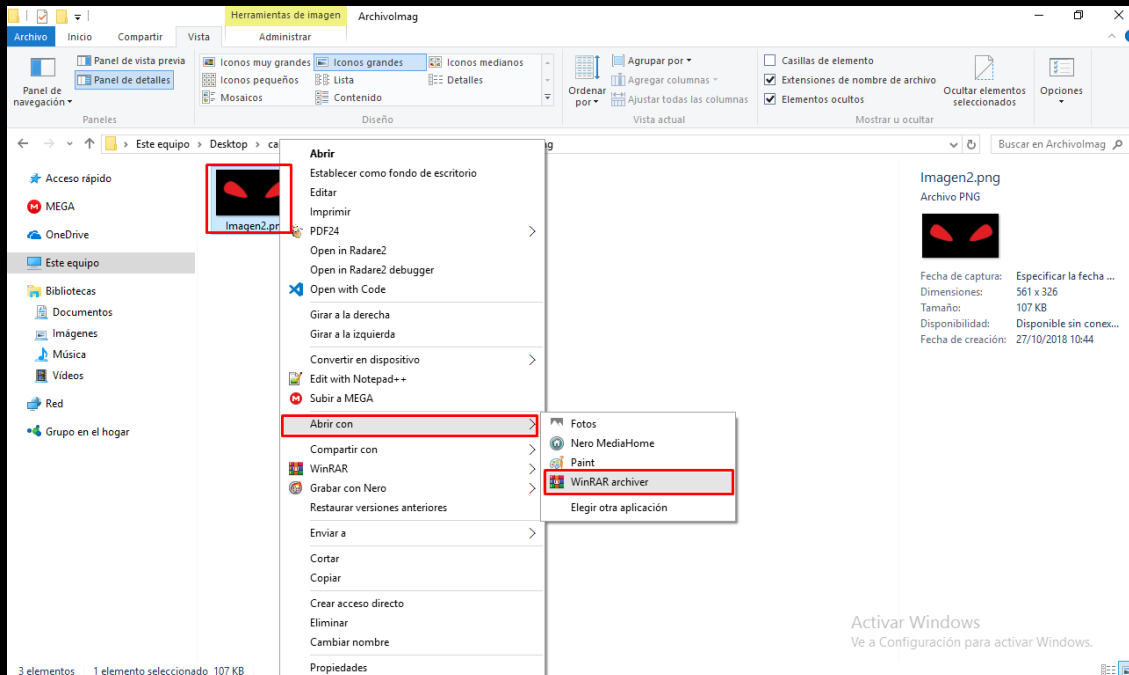 Herramientas de imagen ArchivoImag
Archivo Inicio Compartir Vista Administrar
Panel de navegación
Panel de vista previa
Panel de detalles
Paneles
Iconos muy grandes Iconos grandes Iconos medianos
Iconos pequeños Lista Detalles
Mosaicos Contenido
Diseño
Ordenar por
Agrupar por
Agregar columnas
Ajustar todas las columnas
Vista actual
Casillas de elemento
Extensiones de nombre de archivo
Elementos ocultos
Ocultar elementos seleccionados
Mostrar u ocultar
Opciones
Este equipo > Desktop > ca
Buscar en ArchivoImag
Acceso rápido
MEGA
OneDrive
Este equipo
Bibliotecas
Documentos
Imágenes
Música
Vídeos
Red
Grupo en el hogar
Imagen2.pn
Abrir
Establecer como fondo de escritorio
Editar
Imprimir
PDF24
Open in Radare2
Open in Radare2 debugger
Open with Code
Girar a la derecha
Girar a la izquierda
Convertir en dispositivo
Edit with Notepad++
Subir a MEGA
Abrir con
Compartir con
WinRAR
Grabar con Nero
Restaurar versiones anteriores
Enviar a
Cortar
Copiar
Crear acceso directo
Eliminar
Cambiar nombre
Propiedades
Fotos
Nero MediaHome
Paint
WinRAR archiver
Elegir otra aplicación
Imagen2.png
Archivo PNG
Fecha de captura: Especificar la fecha ...
Dimensiones: 561 x 326
Tamaño: 107 KB
Disponibilidad: Disponible sin conex...
Fecha de creación: 27/10/2018 10:44
Activar Windows
Ve a Configuración para activar Windows.
3 elementos 1 elemento seleccionado 107 KB